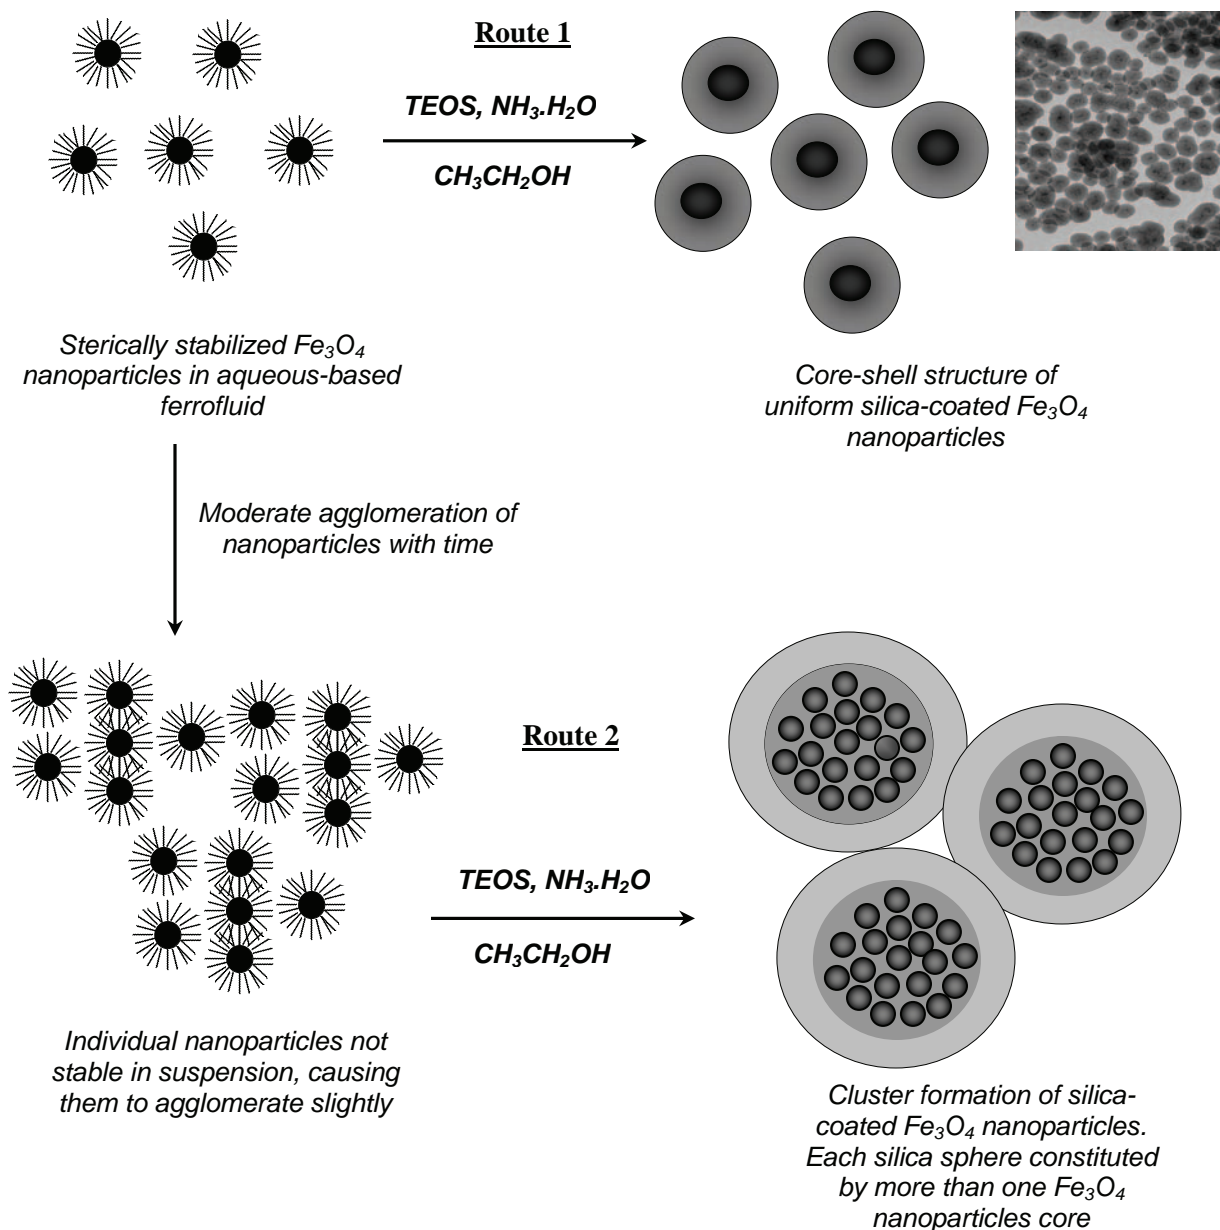 Route 1
TEOS, NH₃.H₂O
CH₃CH₂OH
Sterically stabilized Fe₃O₄
nanoparticles in aqueous-based
ferrofluid
Core-shell structure of
uniform silica-coated Fe₃O₄
nanoparticles
Moderate agglomeration of
nanoparticles with time
Route 2
TEOS, NH₃.H₂O
CH₃CH₂OH
Individual nanoparticles not
stable in suspension, causing
them to agglomerate slightly
Cluster formation of silica-
coated Fe₃O₄ nanoparticles.
Each silica sphere constituted
by more than one Fe₃O₄
nanoparticles core